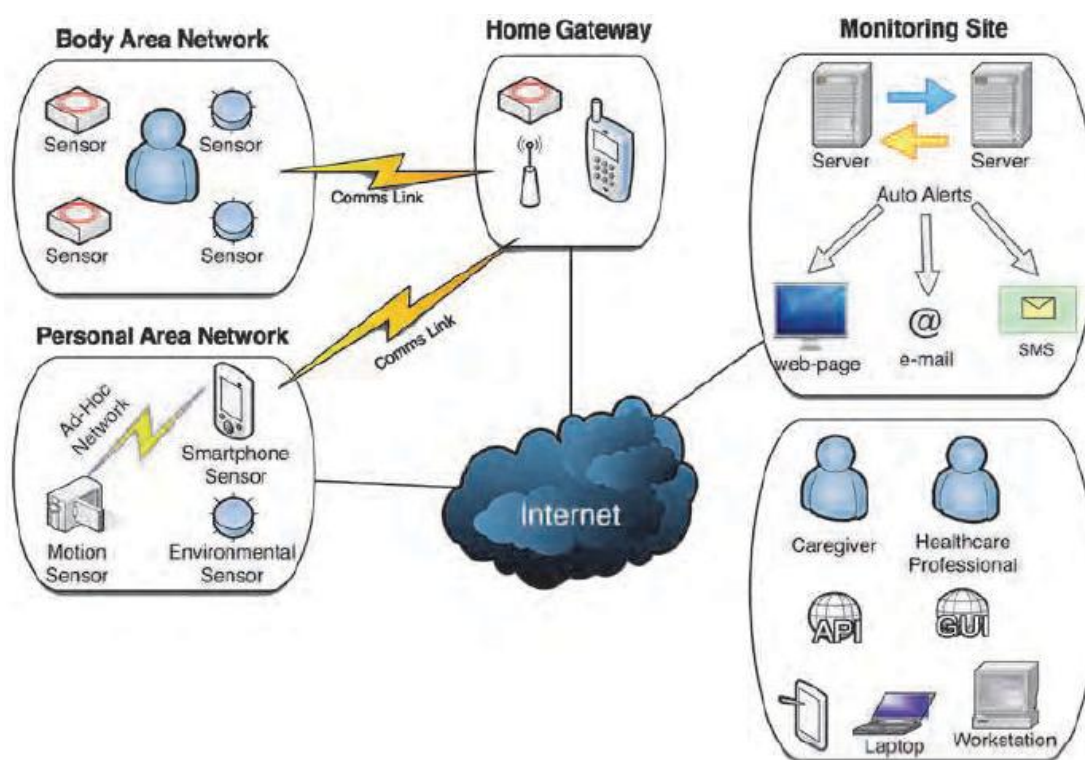 Body Area Network
Sensor
Sensor
Sensor
Sensor
Home Gateway
Comms Link
Comms Link
Personal Area Network
Ad-Hoc
Network
Smartphone
Sensor
Motion
Sensor
Environmental
Sensor
Internet
Monitoring Site
Server
Server
Auto Alerts
web-page
@
e-mail
SMS
Caregiver
Healthcare
Professional
API
GUI
Laptop
Workstation